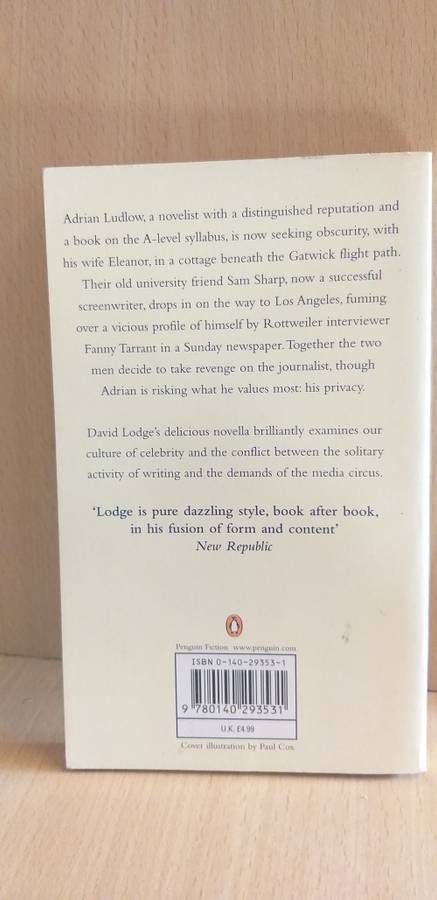 Adrian Ludlow, a novelist with a distinguished reputation and
a book on the A-level syllabus, is now seeking obscurity, with
his wife Eleanor, in a cottage beneath the Gatwick flight path.
Their old university friend Sam Sharp, now a successful
screenwriter, drops in on the way to Los Angeles, fuming
over a vicious profile of himself by Rottweiler interviewer
Fanny Tarrant in a Sunday newspaper. Together the two
men decide to take revenge on the journalist, though
Adrian is risking what he values most: his privacy.
David Lodge's delicious novella brilliantly examines our
culture of celebrity and the conflict between the solitary
activity of writing and the demands of the media circus.
‘Lodge is pure dazzling style, book after book,
in his fusion of form and content’
New Republic
Penguin Fiction www.penguin.com
ISBN 0-140-29353-1
9 780140 293531
U.K. £4.99
Cover illustration by Paul Cox